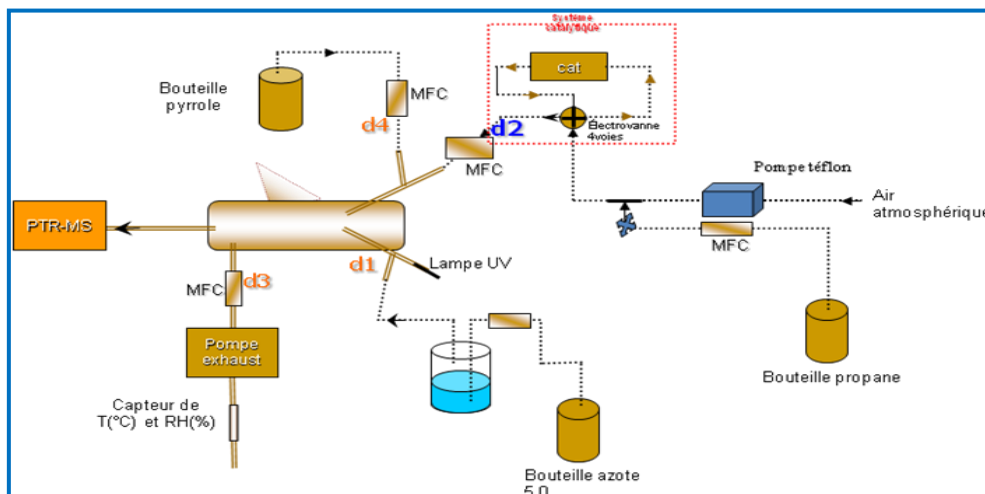 Système
catalytique
cat
Bouteille
pyrrole
MFC
d4
d2
Électrovanne
4voies
MFC
Pompe téflon
Air
atmosphérique
PTR-MS
MFC
Lampe UV
d1
MFC
d3
Pompe
exhaust
Bouteille propane
Capteur de
T(°C) et RH(%)
Bouteille azote
5.0